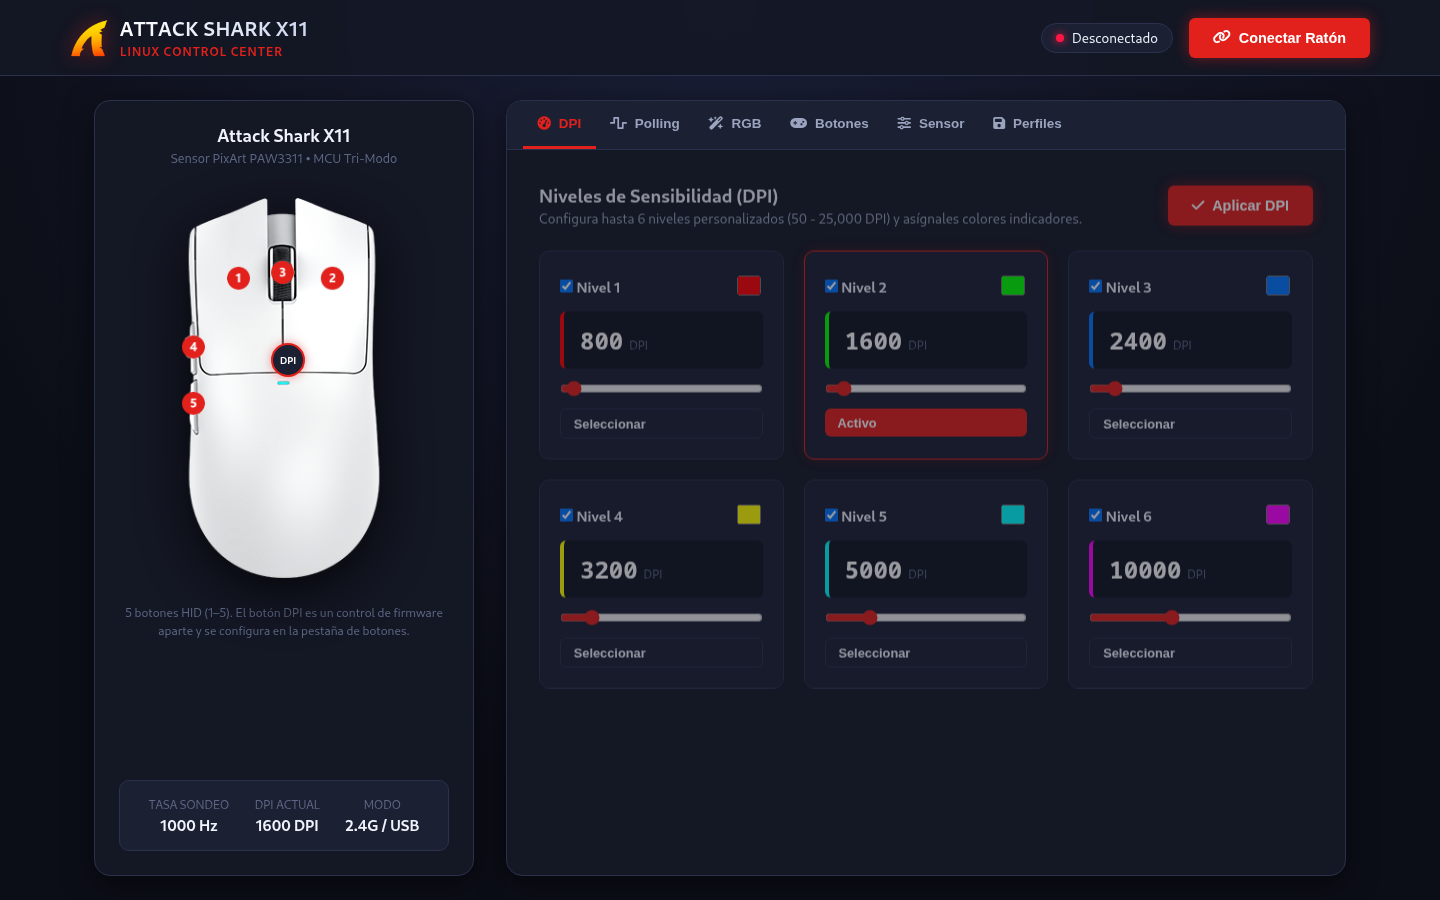 ATTACK SHARK X11
LINUX CONTROL CENTER
Desconectado
Conectar Ratón
Attack Shark X11
Sensor PixArt PAW3311 • MCU Tri-Modo
1
3
2
4
DPI
5
5 botones HID (1–5). El botón DPI es un control de firmware
aparte y se configura en la pestaña de botones.
TASA SONDEO
DPI ACTUAL
MODO
1000 Hz
1600 DPI
2.4G / USB
DPI
Polling
RGB
Botones
Sensor
Perfiles
Niveles de Sensibilidad (DPI)
Configura hasta 6 niveles personalizados (50 - 25,000 DPI) y asígnales colores indicadores.
Aplicar DPI
Nivel 1
800 DPI
Seleccionar
Nivel 2
1600 DPI
Activo
Nivel 3
2400 DPI
Seleccionar
Nivel 4
3200 DPI
Seleccionar
Nivel 5
5000 DPI
Seleccionar
Nivel 6
10000 DPI
Seleccionar